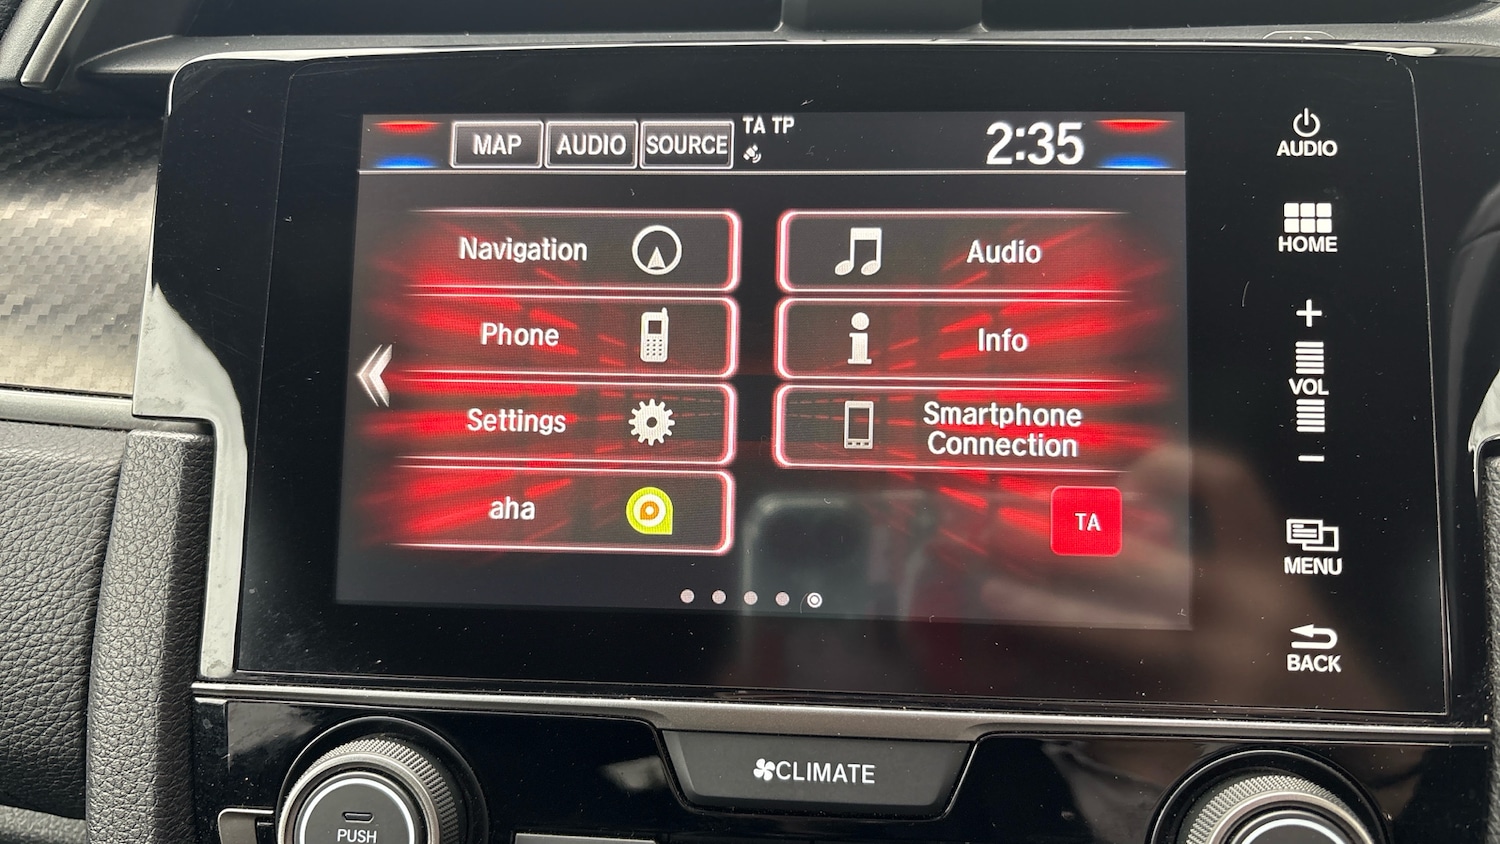 MAP AUDIO SOURCE TA TP 2:35
Navigation
Audio
Phone
Info
Settings
Smartphone
Connection
aha
TA
AUDIO
HOME
+
VOL
−
MENU
BACK
CLIMATE
PUSH